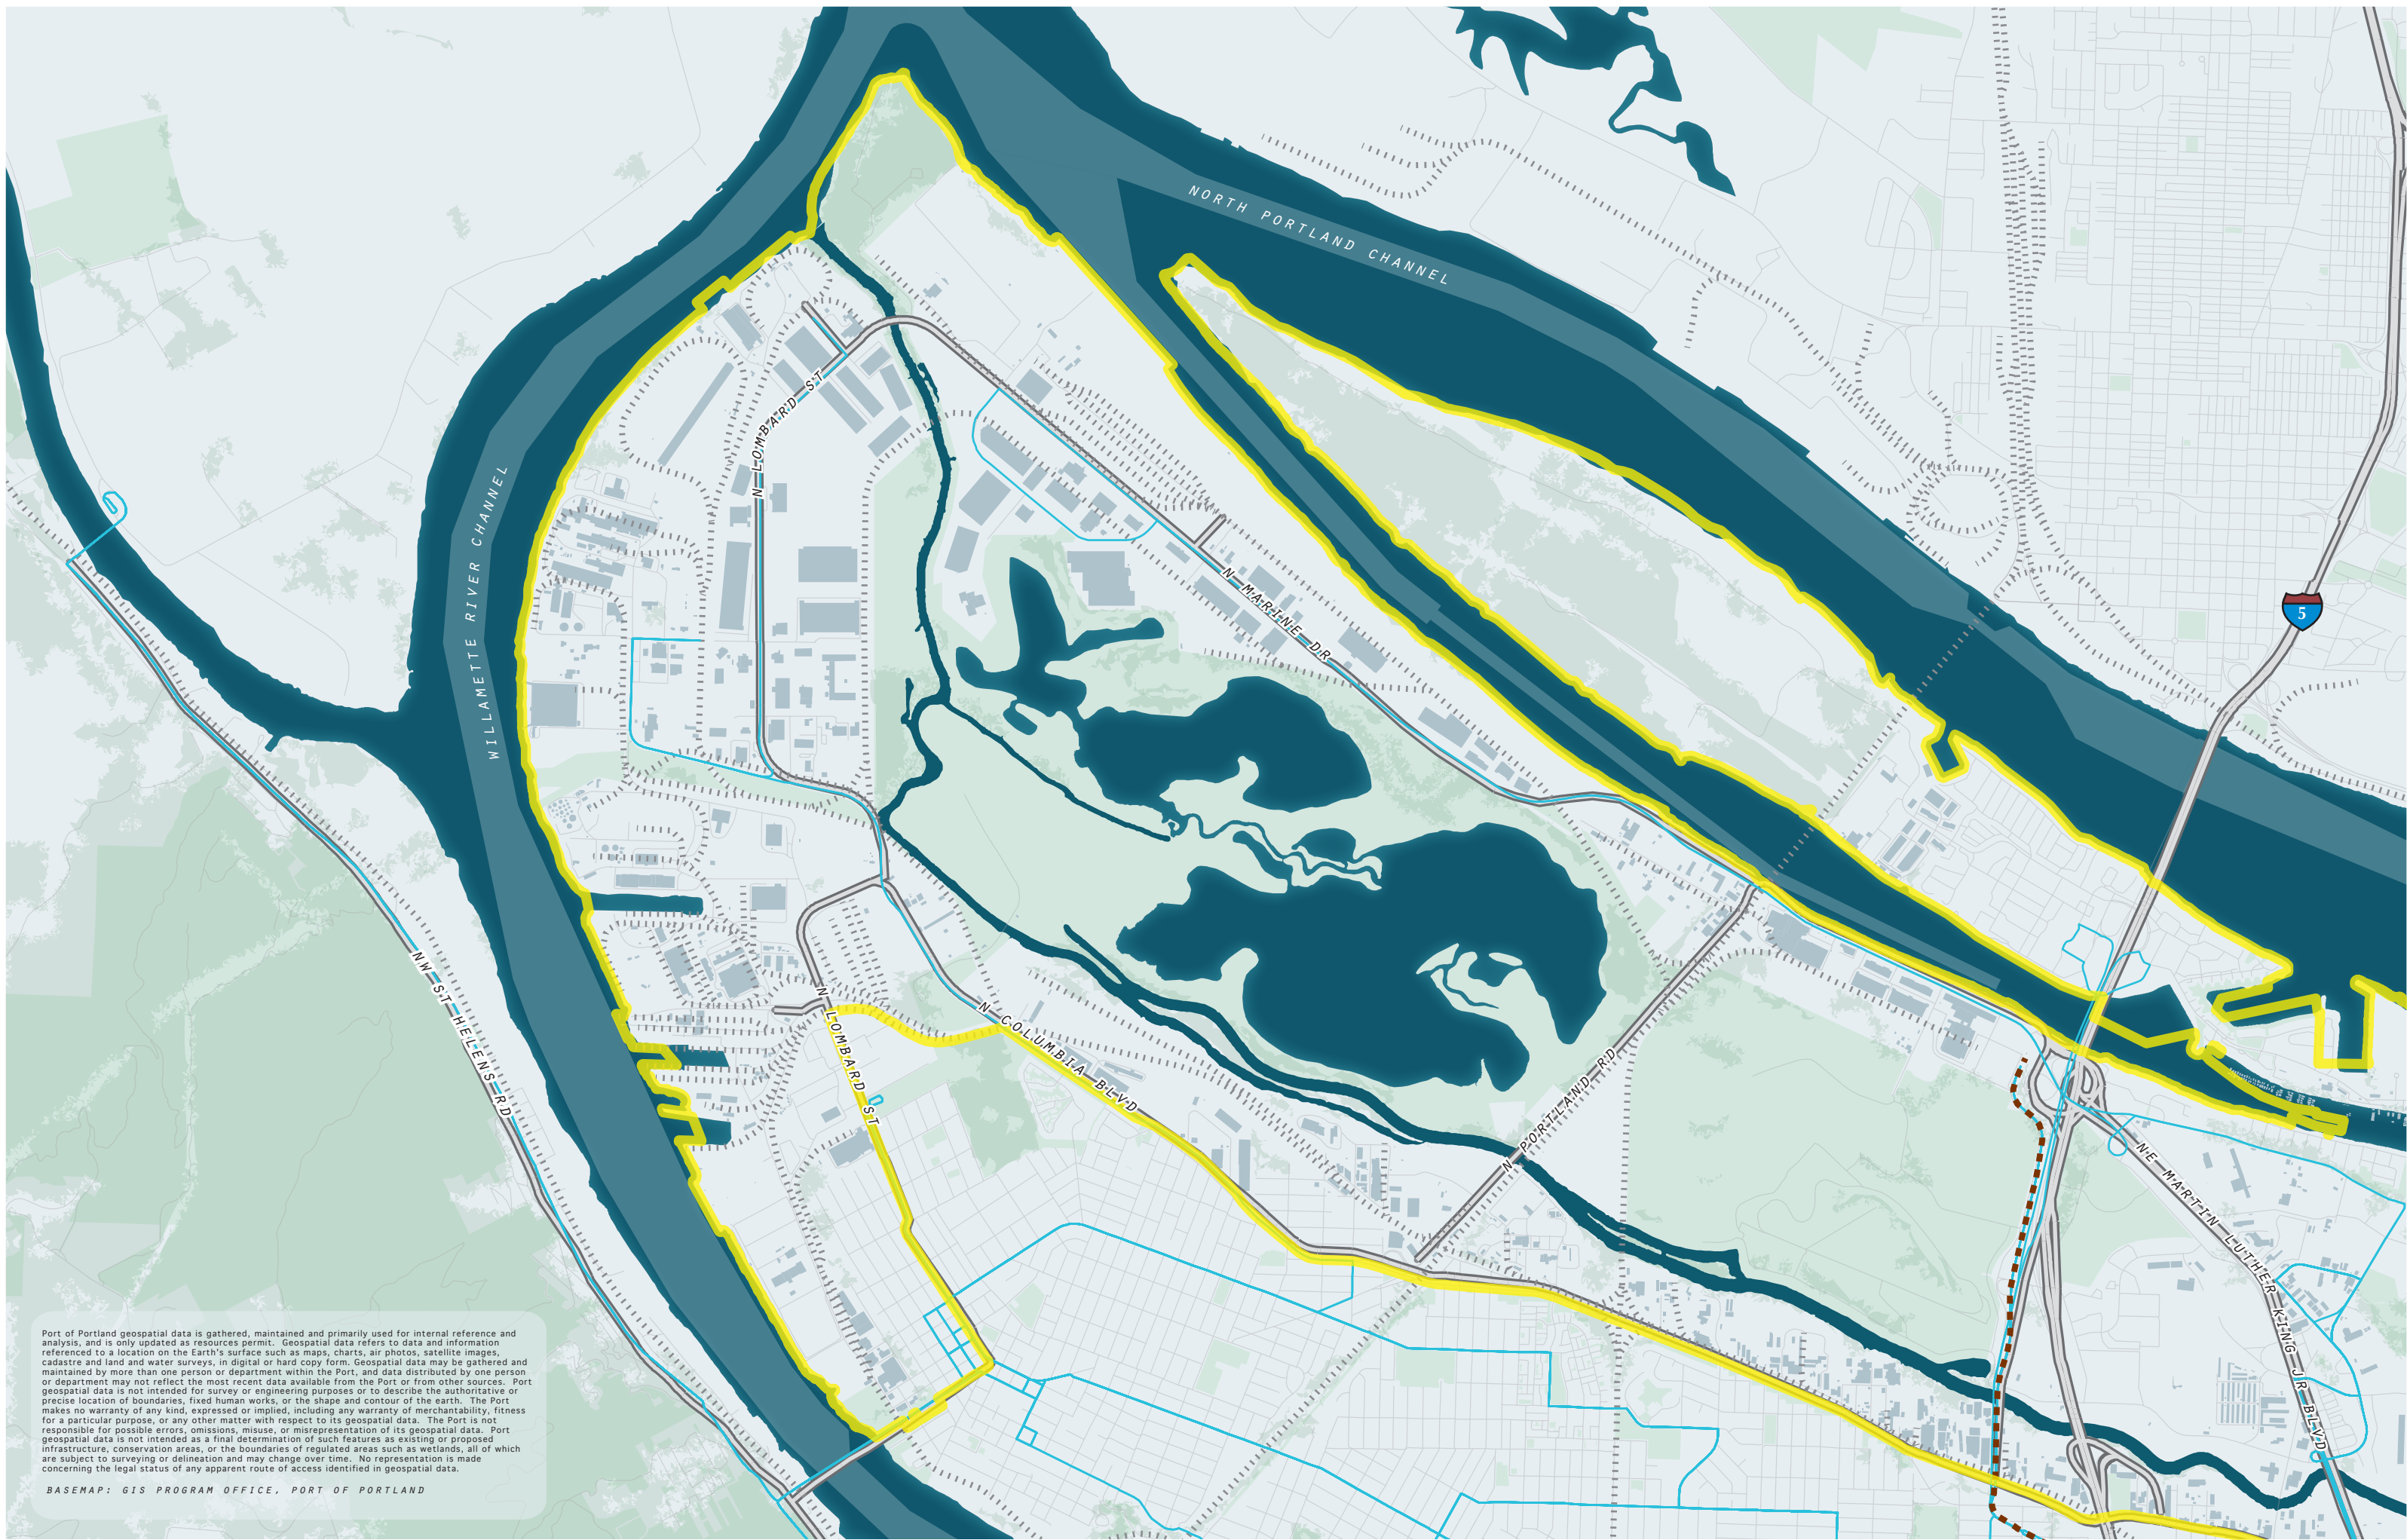 NORTH PORTLAND CHANNEL
N LOMBARD ST
WILLAMETTE RIVER CHANNEL
N MARINE DR
5
NW ST HELENS RD
N LOMBARD ST
N COLUMBIA BLVD
N PORTLAND RD
NE MARTIN LUTHER KING JR BLVD
Port of Portland geospatial data is gathered, maintained and primarily used for internal reference and
analysis, and is only updated as resources permit. Geospatial data refers to data and information
referenced to a location on the Earth's surface such as maps, charts, air photos, satellite images,
cadastre and land and water surveys, in digital or hard copy form. Geospatial data may be gathered and
maintained by more than one person or department within the Port, and data distributed by one person
or department may not reflect the most recent data available from the Port or from other sources. Port
geospatial data is not intended for survey or engineering purposes or to describe the authoritative or
precise location of boundaries, fixed human works, or the shape and contour of the earth. The Port
makes no warranty of any kind, expressed or implied, including any warranty of merchantability, fitness
for a particular purpose, or any other matter with respect to its geospatial data. The Port is not
responsible for possible errors, omissions, misuse, or misrepresentation of its geospatial data. Port
geospatial data is not intended as a final determination of such features as existing or proposed
infrastructure, conservation areas, or the boundaries of regulated areas such as wetlands, all of which
are subject to surveying or delineation and may change over time. No representation is made
concerning the legal status of any apparent route of access identified in geospatial data.
BASEMAP: GIS PROGRAM OFFICE, PORT OF PORTLAND